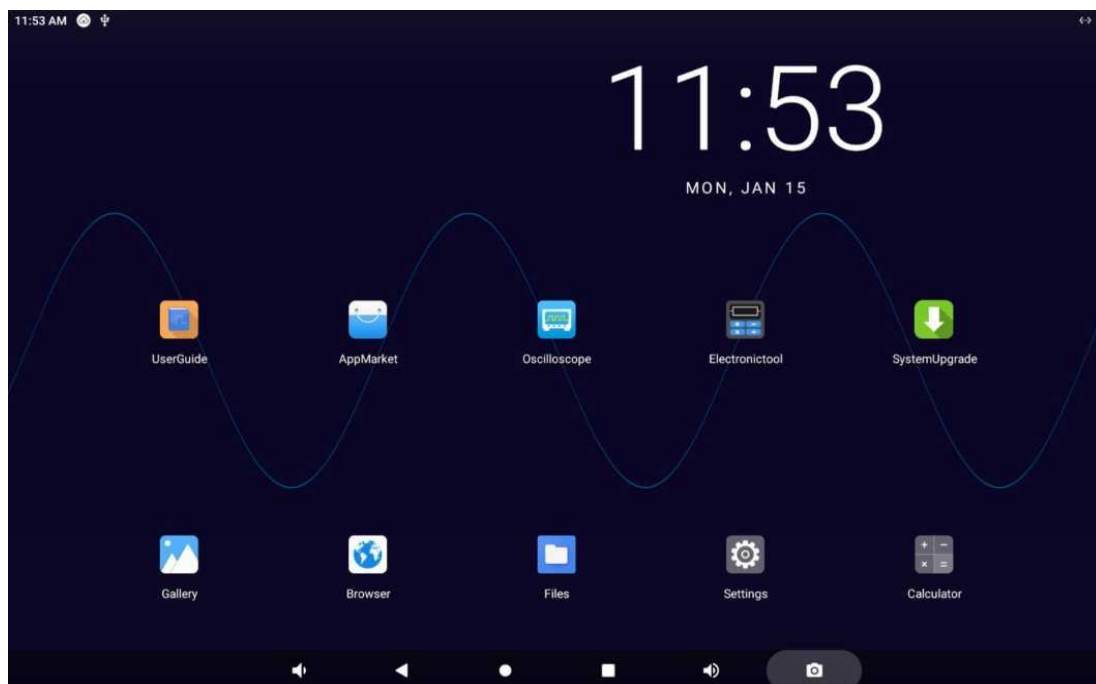 11:53 AM
11:53
MON, JAN 15
UserGuide AppMarket Oscilloscope Electronictool SystemUpgrade
Gallery Browser Files Settings Calculator